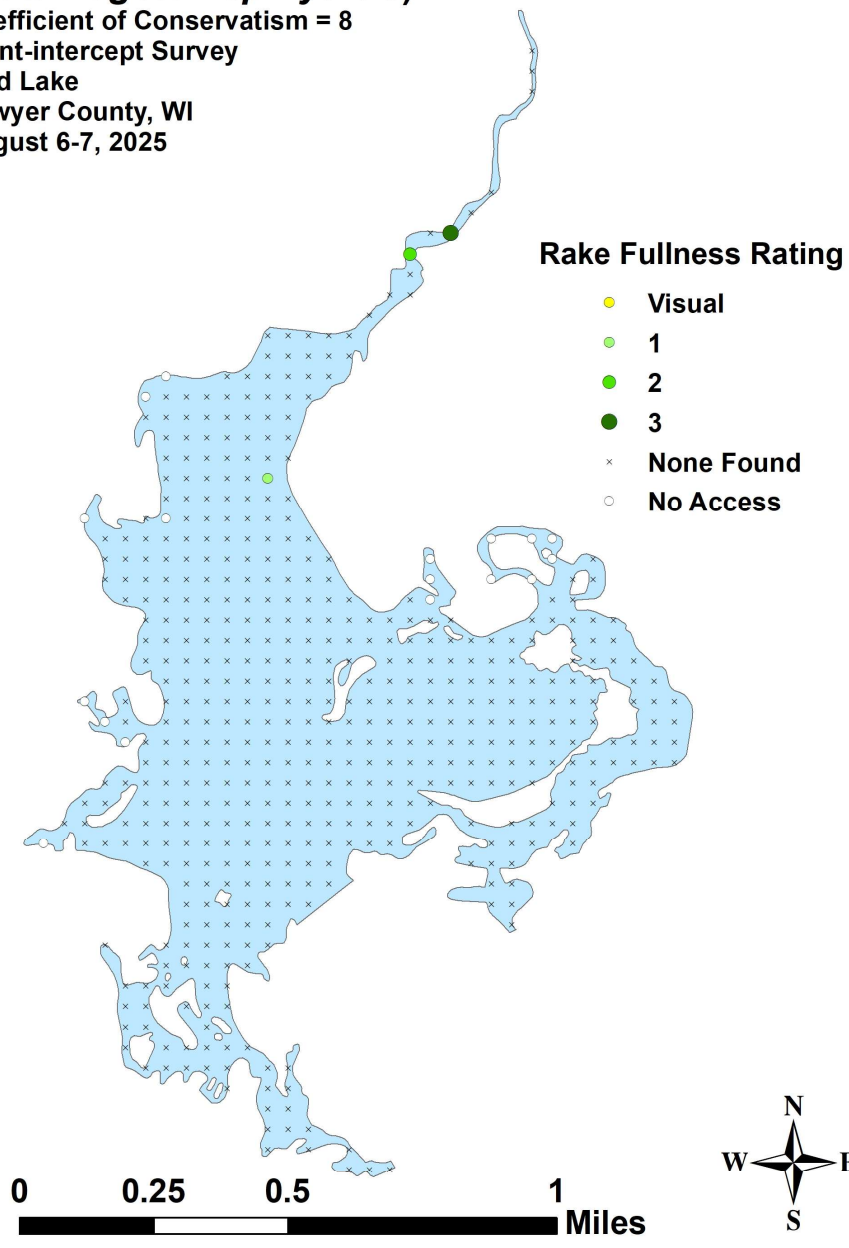 efficient of Conservatism = 8
nt-intercept Survey
d Lake
wyer County, WI
gust 6-7, 2025
Rake Fullness Rating
Visual
1
2
3
None Found
No Access
N
W
S
0 0.25 0.5 1
Miles